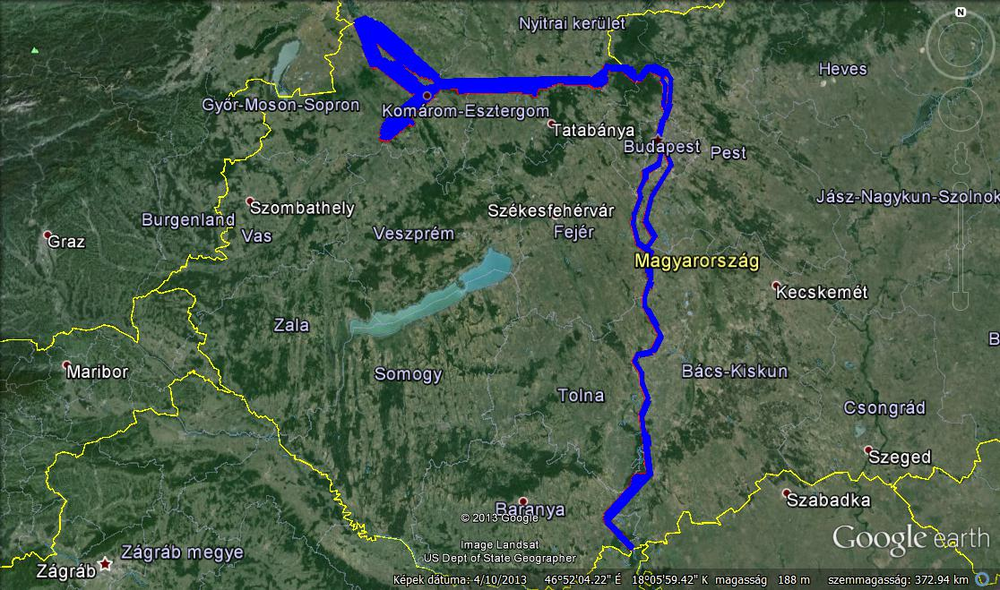 N
Nyitrai kerület
Heves
Győr-Moson-Sopron
Komárom-Esztergom
Tatabánya
Budapest
Pest
Jász-Nagykun-Szolnok
Szombathely
Székesfehérvár
Burgenland
Vas
Veszprém
Fejér
Graz
Magyarország
Kecskemét
Zala
B
Maribor
Somogy
Bács-Kiskun
Tolna
Csongrád
Szeged
Szabadka
Baranya
© 2013 Google
Google earth
Image Landsat
Zágráb megye
US Dept of State Geographer
Zágráb
Képek dátuma: 4/10/2013 46°52'04.22" É 18°05'59.42" K magasság 188 m szemmagasság: 372.94 km